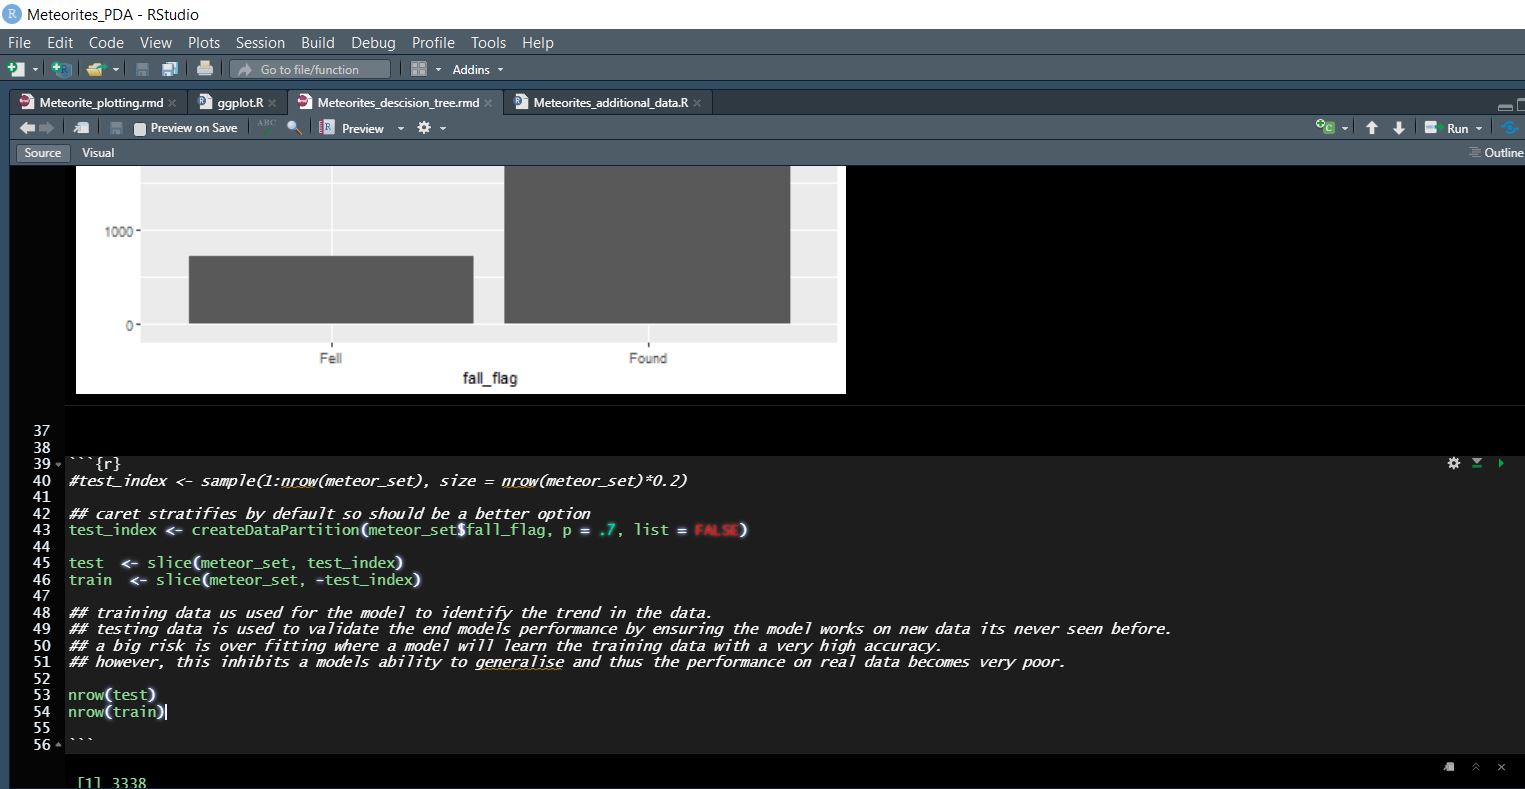 Meteorites_PDA - RStudio
File Edit Code View Plots Session Build Debug Profile Tools Help
Go to file/function Addins
Meteorite_plotting.rmd ggplot.R Meteorites_descision_tree.rmd Meteorites_additional_data.R
Preview on Save ABC Preview Run
Source Visual Outline
1000
0
Fell Found
fall_flag
37
38
39 ```{r}
40 #test_index <- sample(1:nrow(meteor_set), size = nrow(meteor_set)*0.2)
41
42 ## caret stratifies by default so should be a better option
43 test_index <- createDataPartition(meteor_set$fall_flag, p = .7, list = FALSE)
44
45 test  <- slice(meteor_set, test_index)
46 train  <- slice(meteor_set, -test_index)
47
48 ## training data us used for the model to identify the trend in the data.
49 ## testing data is used to validate the end models performance by ensuring the model works on new data its never seen before.
50 ## a big risk is over fitting where a model will learn the training data with a very high accuracy.
51 ## however, this inhibits a models ability to generalise and thus the performance on real data becomes very poor.
52
53 nrow(test)
54 nrow(train)
55
56 ```
[1] 3338